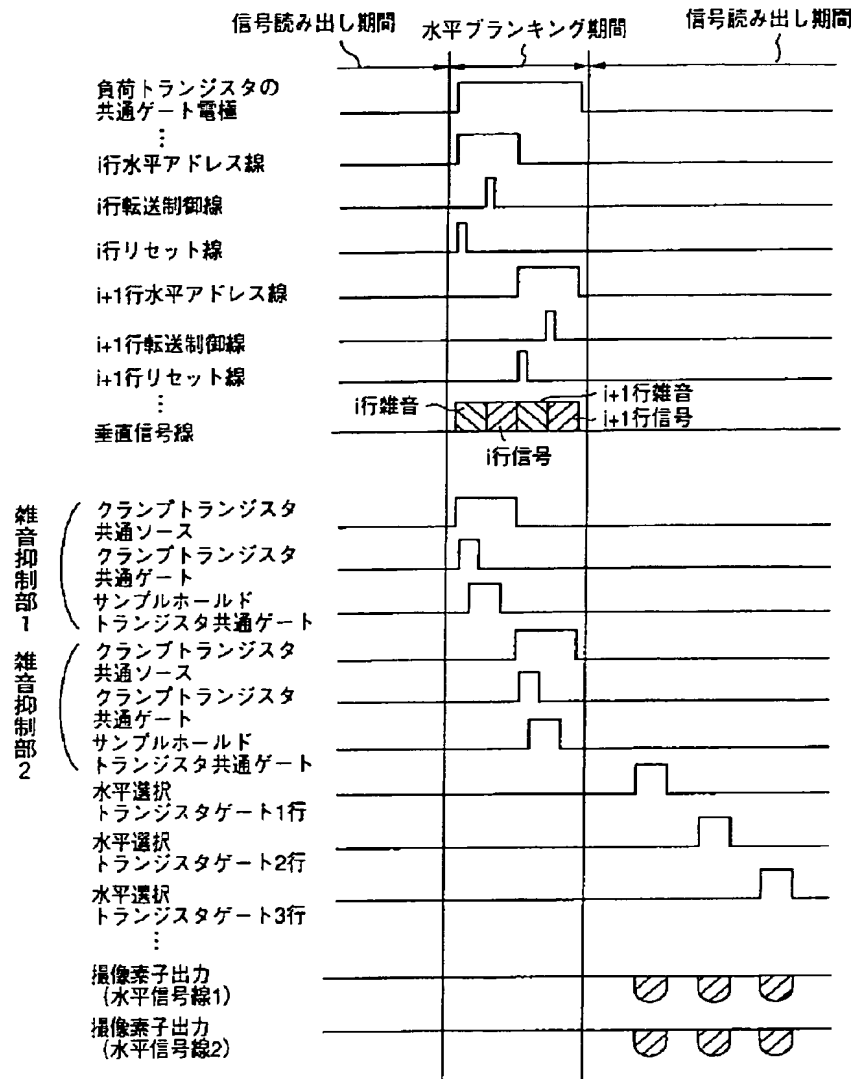 信号読み出し期間
水平ブランキング期間
信号読み出し期間
負荷トランジスタの
共通ゲート電極
⋮
i行水平アドレス線
i行転送制御線
i行リセット線
i+1行水平アドレス線
i+1行転送制御線
i+1行リセット線
⋮
i行雑音
i+1行雑音
i+1行信号
垂直信号線
i行信号
雑音抑制部1
クランプトランジスタ
共通ソース
クランプトランジスタ
共通ゲート
サンプルホールド
トランジスタ共通ゲート
雑音抑制部2
クランプトランジスタ
共通ソース
クランプトランジスタ
共通ゲート
サンプルホールド
トランジスタ共通ゲート
水平選択
トランジスタゲート1行
水平選択
トランジスタゲート2行
水平選択
トランジスタゲート3行
⋮
撮像素子出力
(水平信号線1)
撮像素子出力
(水平信号線2)